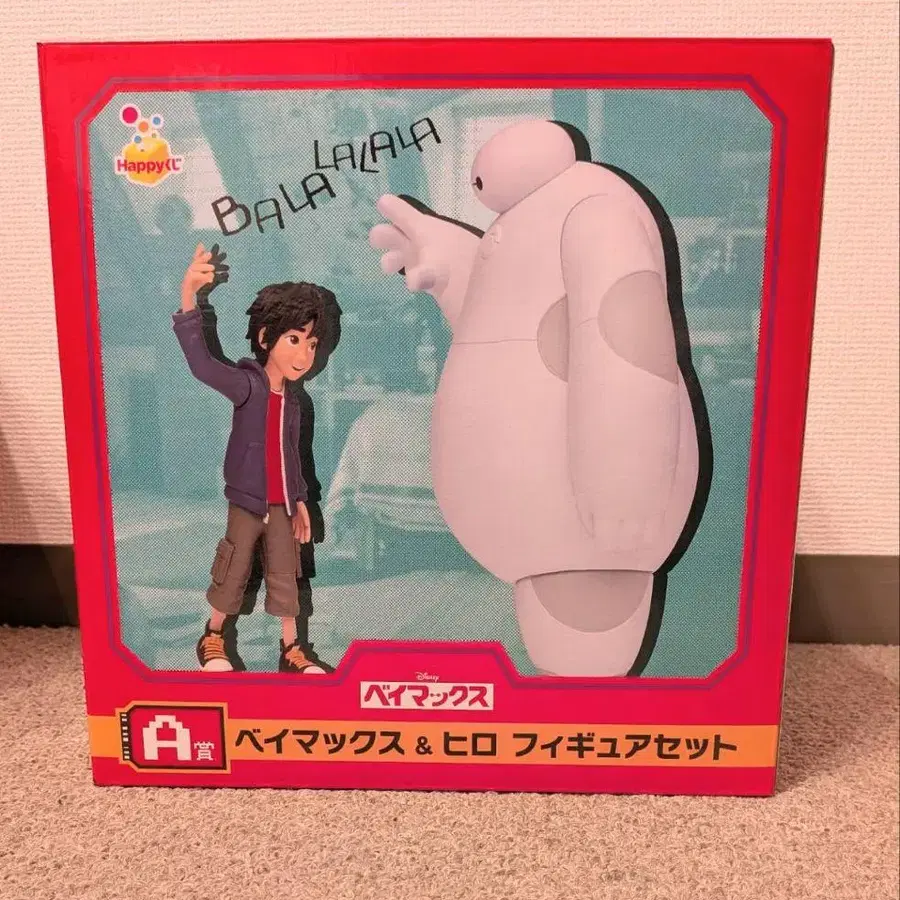 Happyくじ
BALALALALA
Disney
ベイマックス
A賞
ベイマックス & ヒロ フィギュアセット